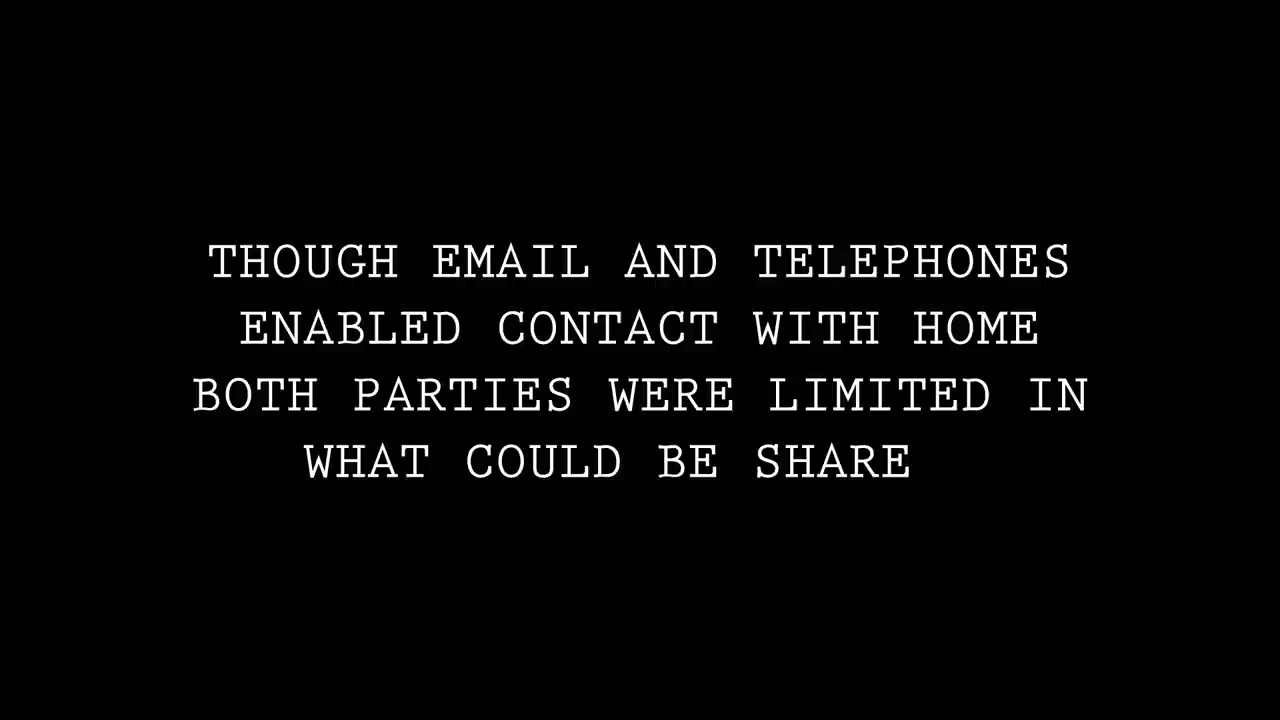 THOUGH EMAIL AND TELEPHONES
ENABLED CONTACT WITH HOME
BOTH PARTIES WERE LIMITED IN
WHAT COULD BE SHARE